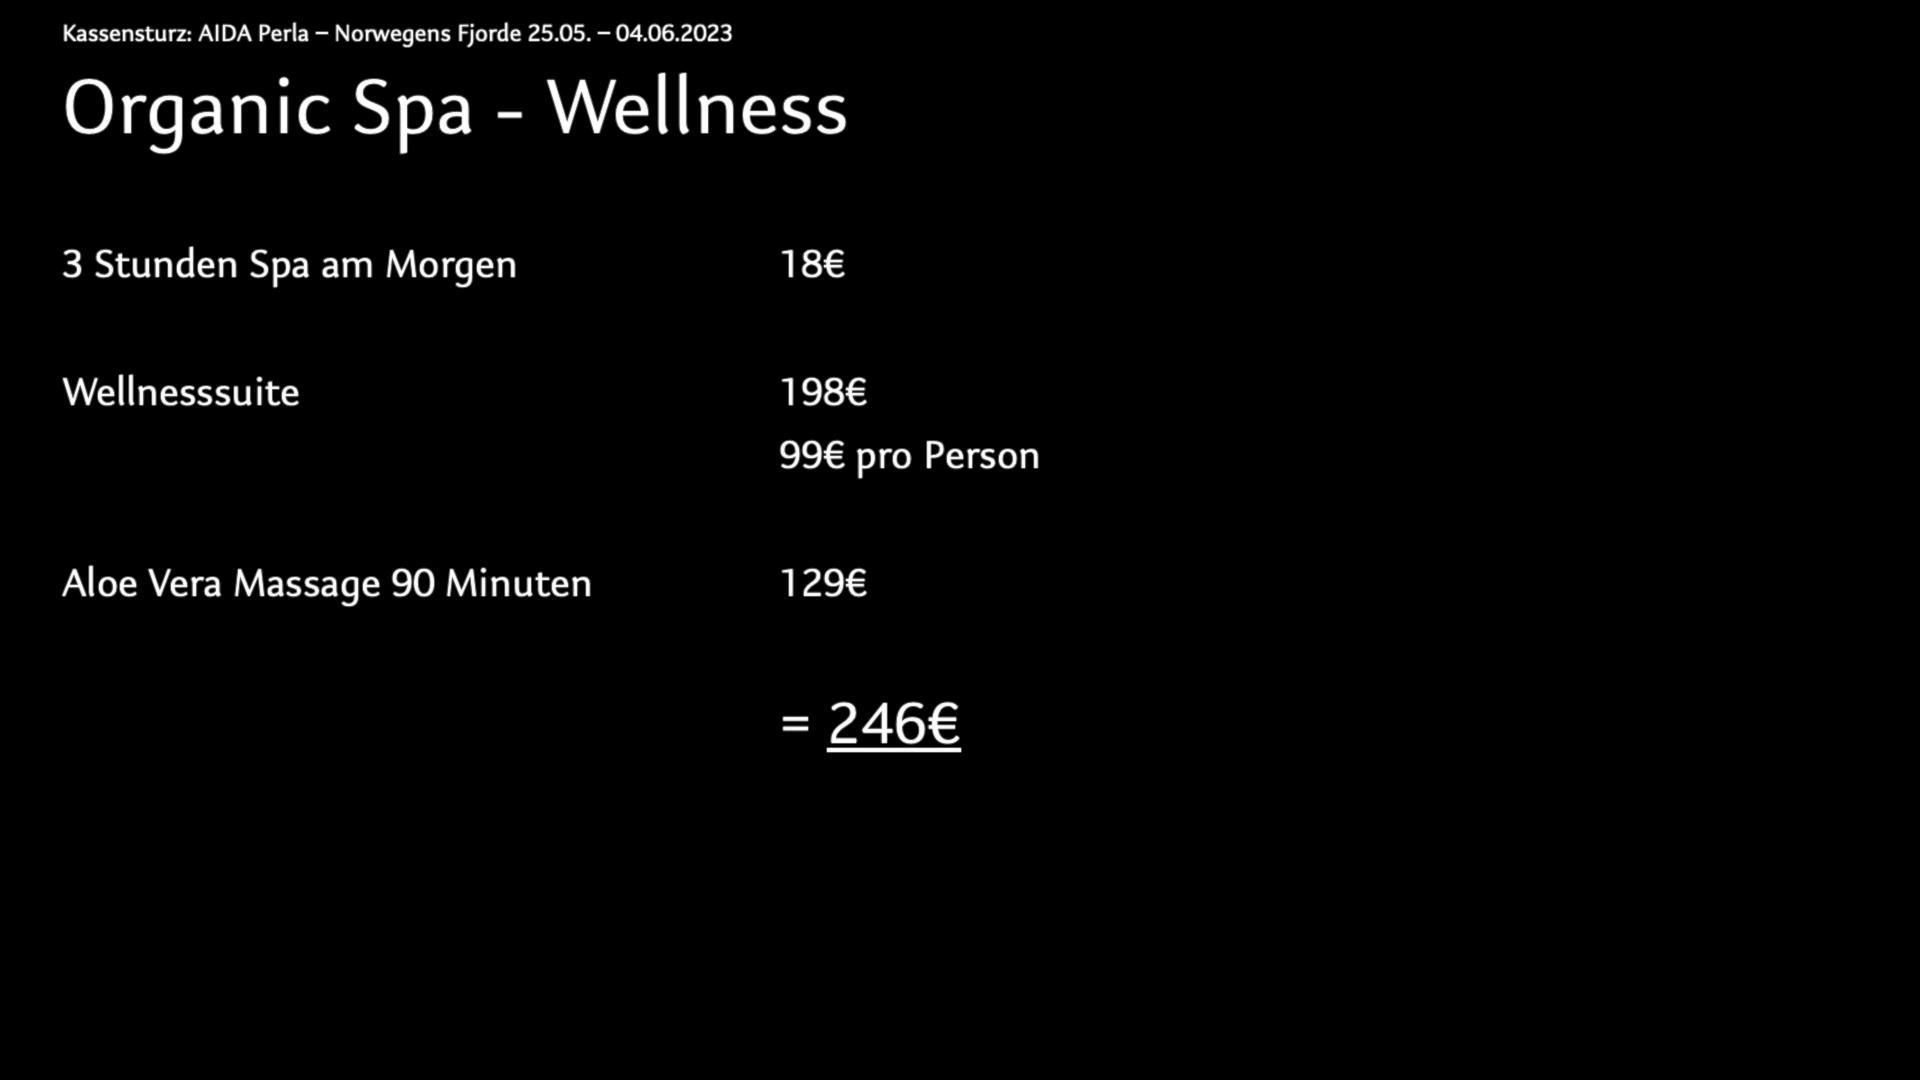 Kassensturz: AIDA Perla – Norwegens Fjorde 25.05. – 04.06.2023
Organic Spa - Wellness
3 Stunden Spa am Morgen 18€
Wellnesssuite 198€
99€ pro Person
Aloe Vera Massage 90 Minuten 129€
= 246€